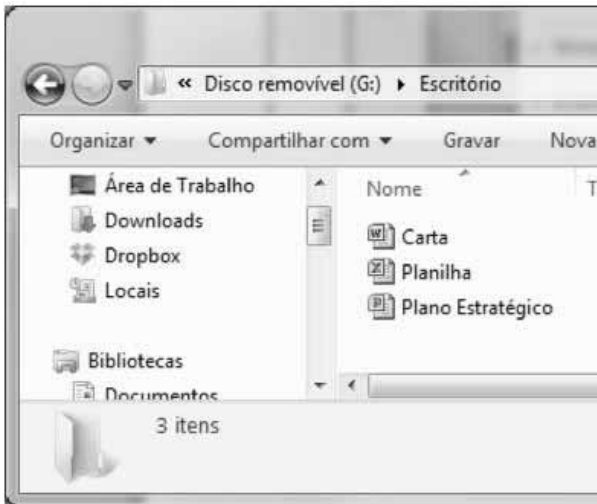 « Disco removível (G:) ▸ Escritório
Organizar Compartilhar com Gravar Nova
Área de Trabalho
Downloads
Dropbox
Locais
Bibliotecas
Documentos
Nome T
Carta
Planilha
Plano Estratégico
3 itens